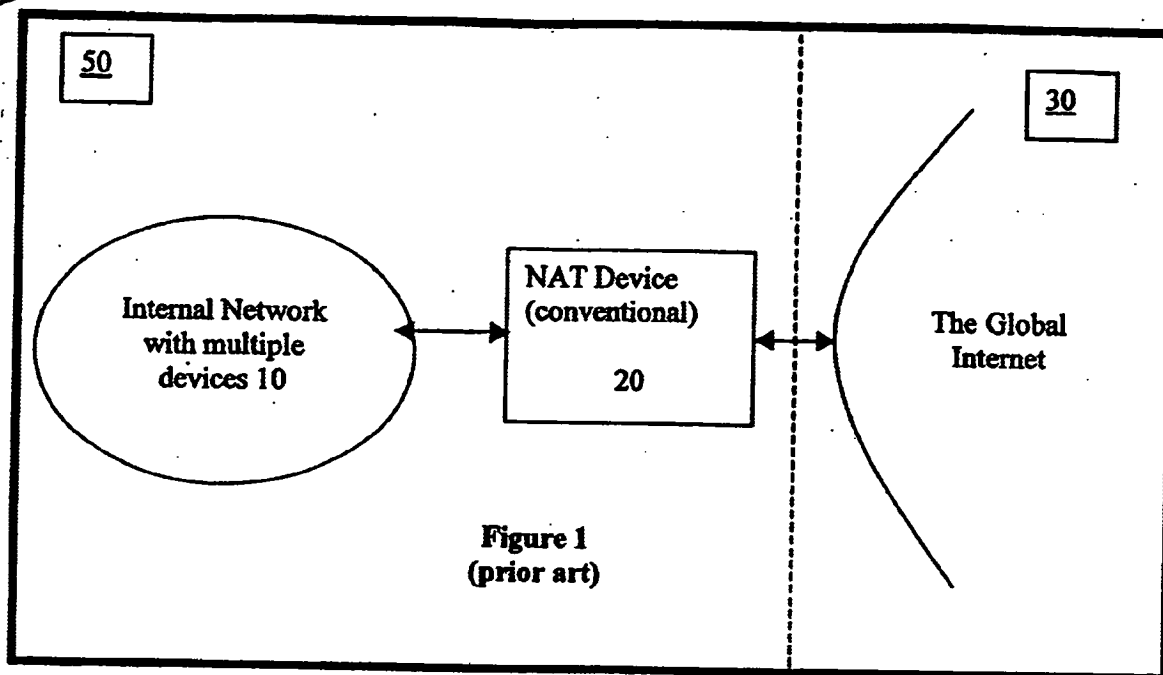 50
30
Internal Network
with multiple
devices 10
NAT Device
(conventional)
20
The Global
Internet
Figure 1
(prior art)